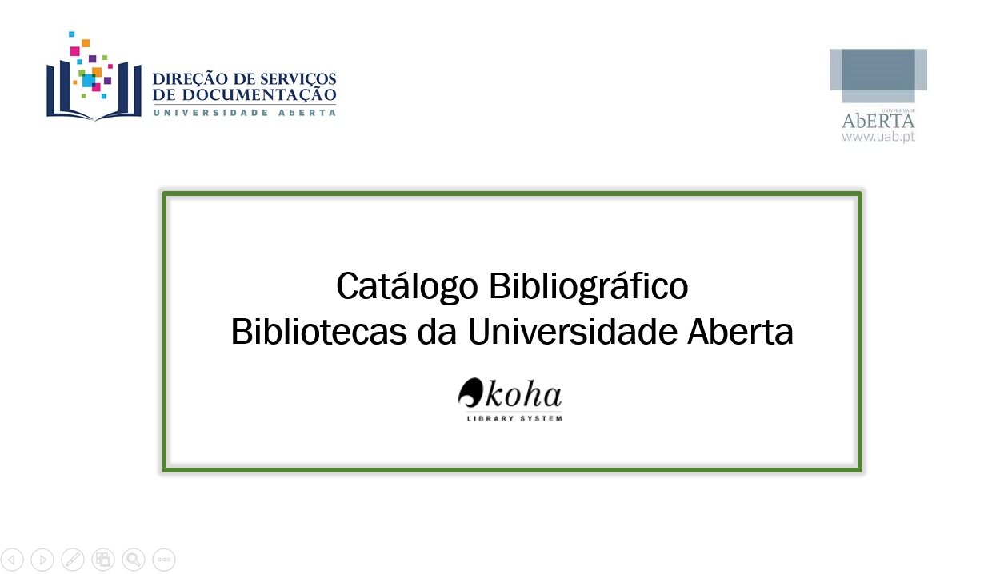 DIREÇÃO DE SERVIÇOS
DE DOCUMENTAÇÃO
UNIVERSIDADE AbERTA
UNIVERSIDADE
AbERTA
www.uab.pt
Catálogo Bibliográfico
Bibliotecas da Universidade Aberta
koha
LIBRARY SYSTEM